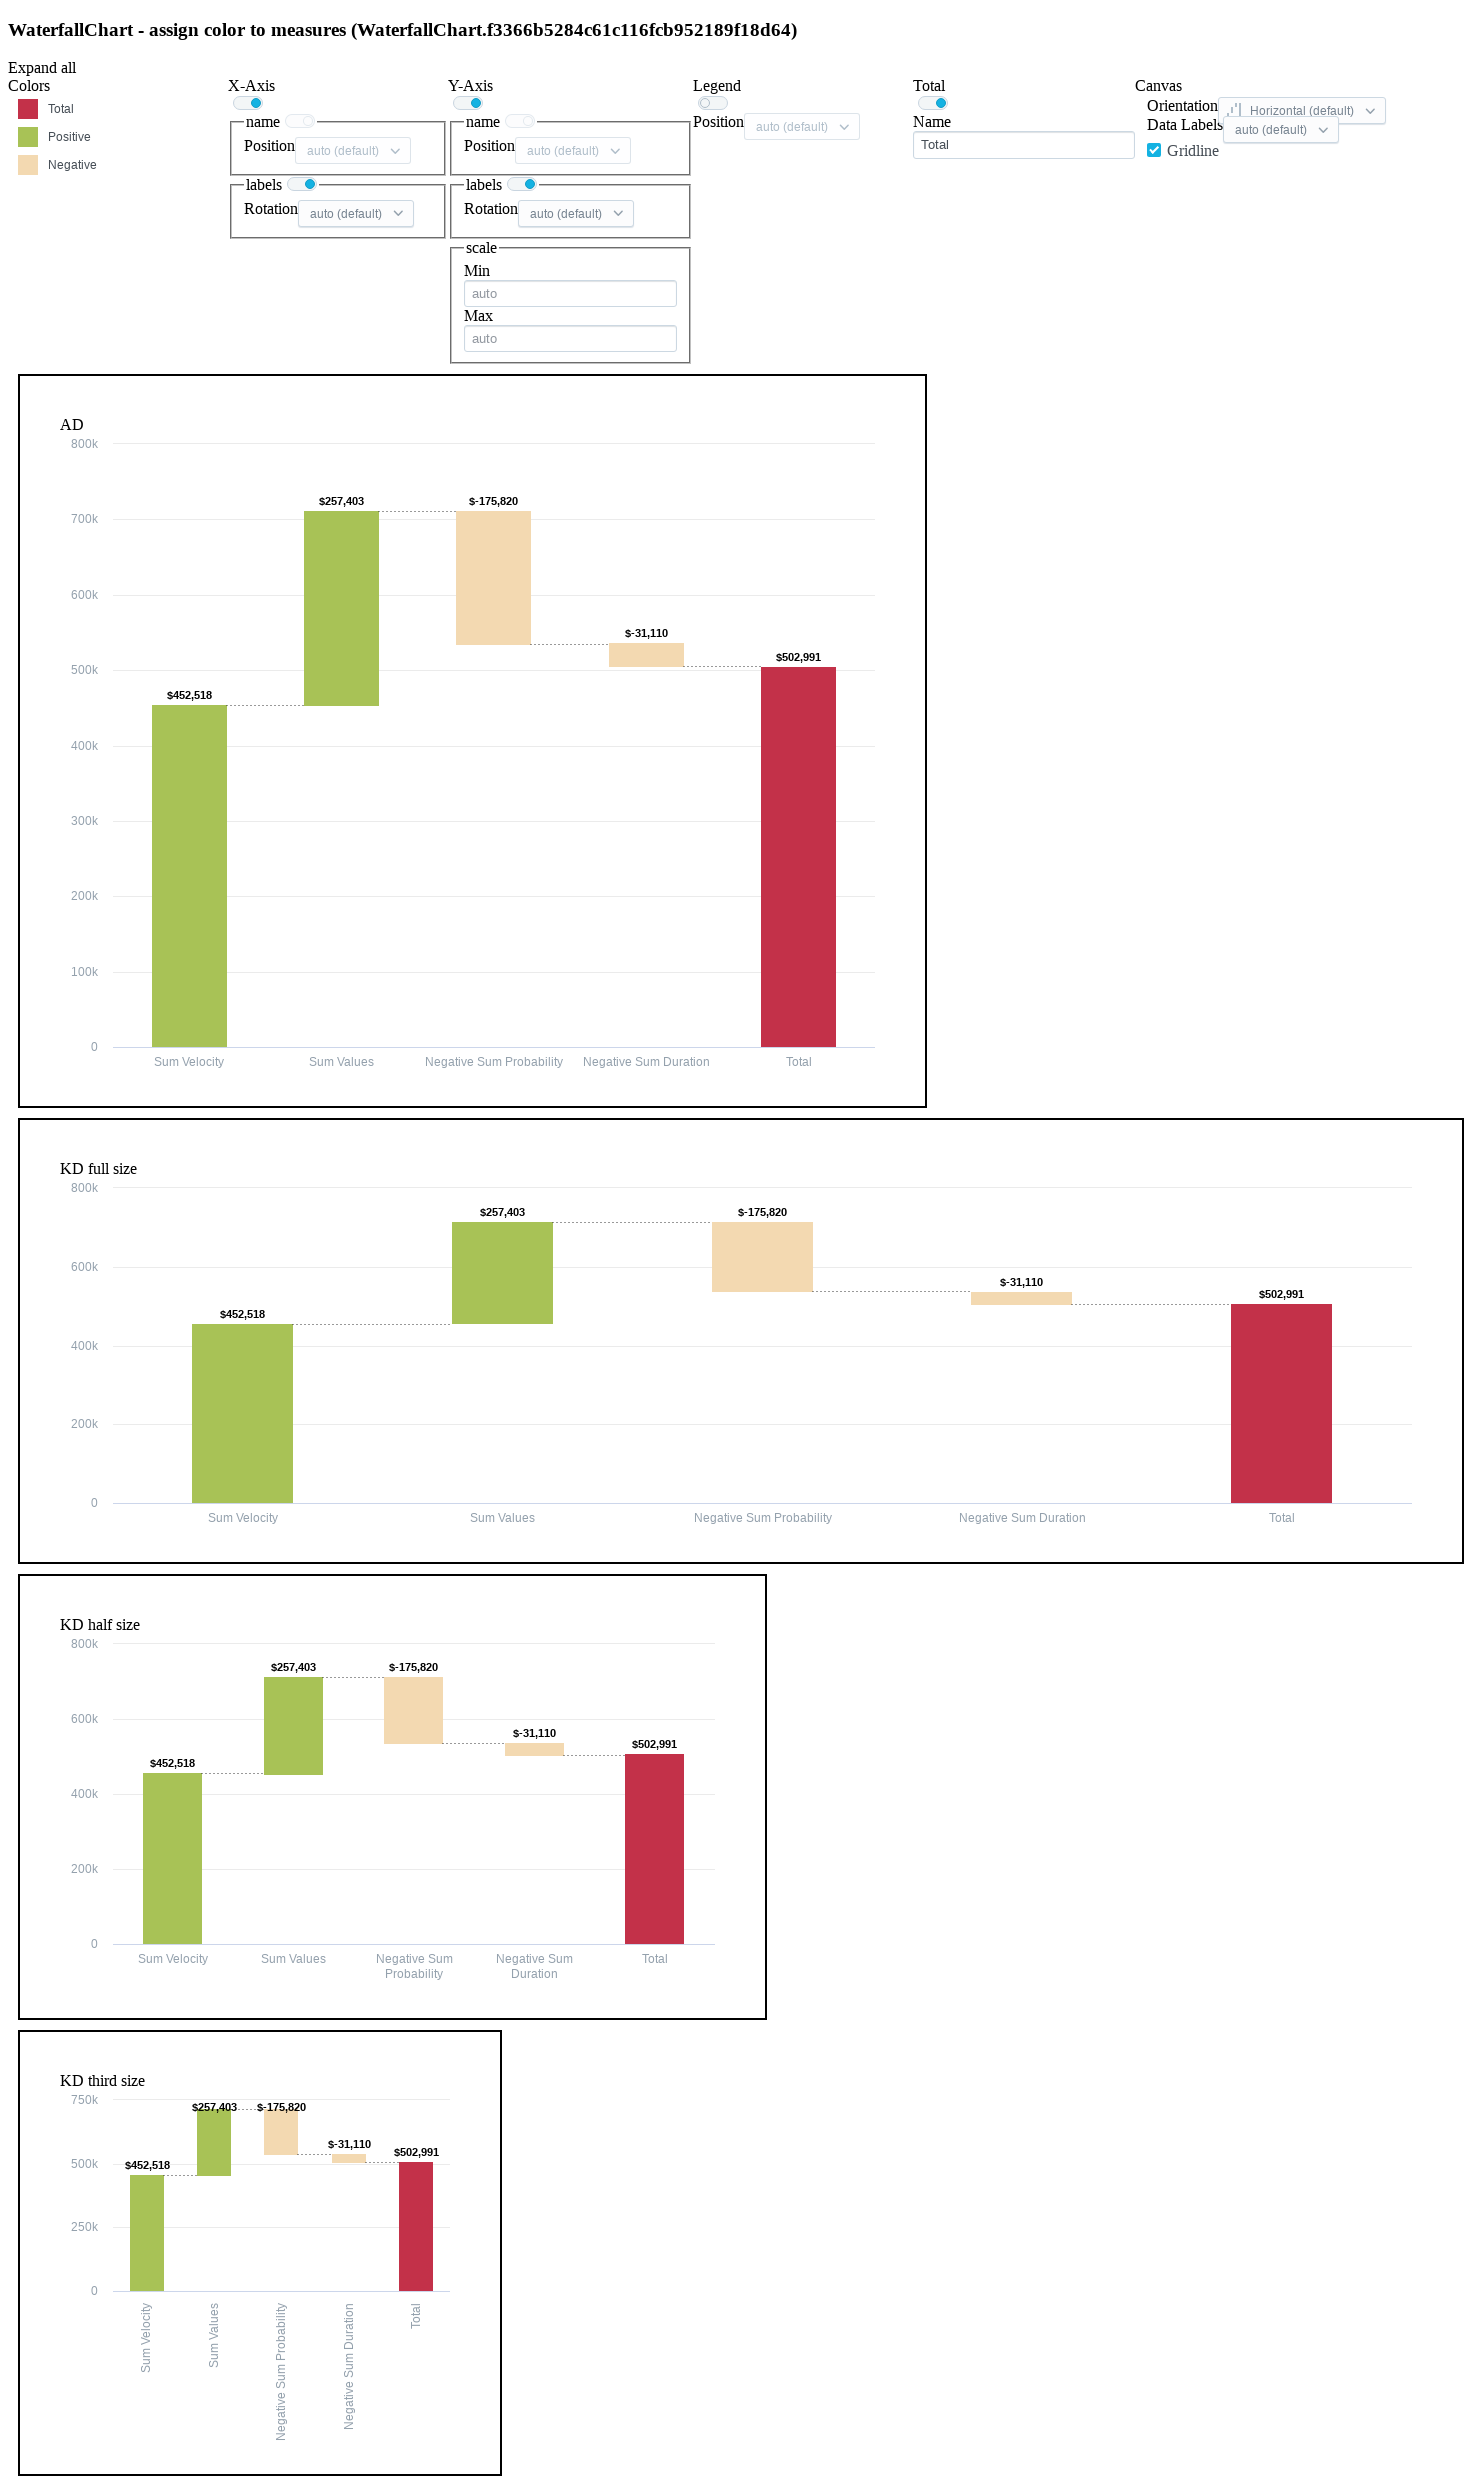 WaterfallChart - assign color to measures (WaterfallChart.f3366b5284c61c116fcb952189f18d64)
Expand all
Colors
Total
Positive
Negative
X-Axis
name
Position auto (default)
labels
Rotation auto (default)
Y-Axis
name
Position auto (default)
labels
Rotation auto (default)
scale
Min
auto
Max
auto
Legend
Position auto (default)
Total
Name
Total
Canvas
Orientation Horizontal (default)
Data Labels auto (default)
Gridline
AD
800k
700k
600k
500k
400k
300k
200k
100k
0
$452,518
$257,403
$-175,820
$-31,110
$502,991
Sum Velocity
Sum Values
Negative Sum Probability
Negative Sum Duration
Total
KD full size
800k
600k
400k
200k
0
$452,518
$257,403
$-175,820
$-31,110
$502,991
Sum Velocity
Sum Values
Negative Sum Probability
Negative Sum Duration
Total
KD half size
800k
600k
400k
200k
0
$452,518
$257,403
$-175,820
$-31,110
$502,991
Sum Velocity
Sum Values
Negative Sum
Probability
Negative Sum
Duration
Total
KD third size
750k
500k
250k
0
$452,518
$257,403
$-175,820
$-31,110
$502,991
Sum Velocity
Sum Values
Negative Sum Probability
Negative Sum Duration
Total